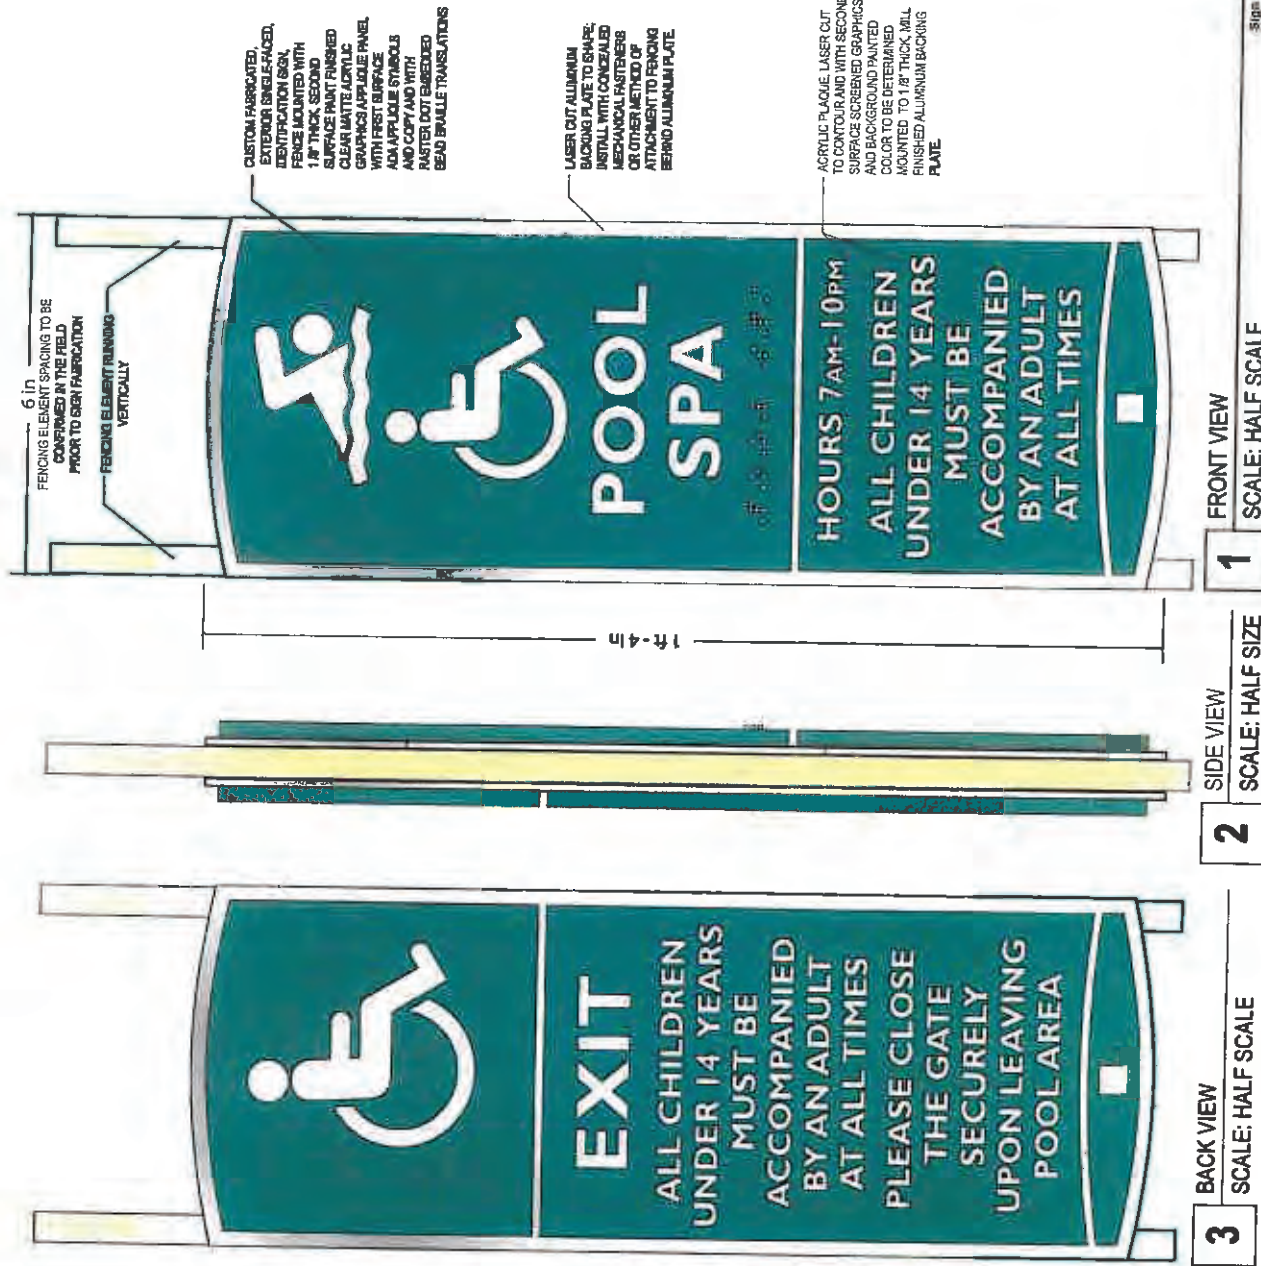 6 in
FENCING ELEMENT SPACING TO BE
CONFIRMED IN THE FIELD
PRIOR TO SIGN FABRICATION
FENCING ELEMENT RUNNING
VERTICALLY
CUSTOM FABRICATED,
EXTERIOR SINGLE-FACED,
IDENTIFICATION SIGN,
FENCE MOUNTED WITH
1/8" THICK, SECOND
SURFACE PAINT FINISHED
CLEAR MATTE ACRYLIC
GRAPHICS APPLIQUE PANEL
WITH FIRST SURFACE
ADA APPLIQUE SYMBOLS
AND COPY AND WITH
RASTER DOT EMBEDDED
BEAD BRAILLE TRANSLATIONS
LASER CUT ALUMINUM
BACKING PLATE TO SHAPE;
INSTALL WITH CONCEALED
MECHANICAL FASTENERS
OR OTHER METHOD OF
ATTACHMENT TO FENCING
BEHIND ALUMINUM PLATE.
ACRYLIC PLAQUE, LASER CUT
TO CONTOUR AND WITH SECOND
SURFACE SCREENED GRAPHICS
AND BACKGROUND PAINTED
COLOR TO BE DETERMINED
MOUNTED TO 1/8" THICK, MILL
FINISHED ALUMINUM BACKING
PLATE
POOL
SPA
HOURS 7AM-10PM
ALL CHILDREN
UNDER 14 YEARS
MUST BE
ACCOMPANIED
BY AN ADULT
AT ALL TIMES
1 FRONT VIEW
SCALE: HALF SCALE
Sign
1 ft-4in
2 SIDE VIEW
SCALE: HALF SIZE
EXIT
ALL CHILDREN
UNDER 14 YEARS
MUST BE
ACCOMPANIED
BY AN ADULT
AT ALL TIMES
PLEASE CLOSE
THE GATE
SECURELY
UPON LEAVING
POOL AREA
3 BACK VIEW
SCALE: HALF SCALE